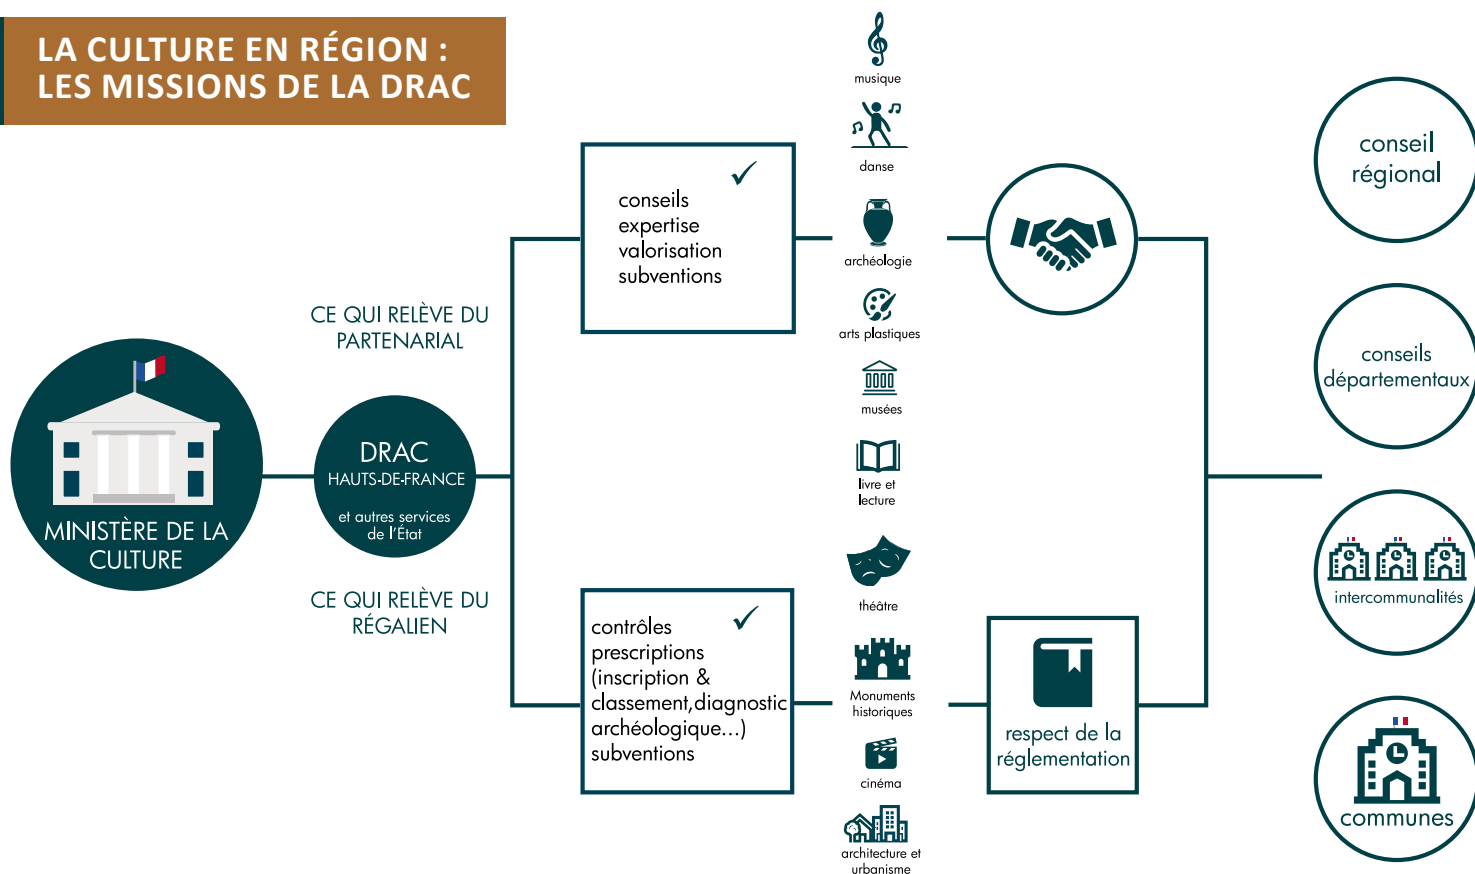 LA CULTURE EN RÉGION :
LES MISSIONS DE LA DRAC
MINISTÈRE DE LA
CULTURE
CE QUI RELÈVE DU
PARTENARIAL
DRAC
HAUTS-DE-FRANCE
et autres services
de l'État
CE QUI RELÈVE DU
RÉGALIEN
conseils
expertise
valorisation
subventions
contrôles
prescriptions
(inscription &
classement,diagnostic
archéologique...)
subventions
musique
danse
archéologie
arts plastiques
musées
livre et
lecture
théâtre
Monuments
historiques
cinéma
architecture et
urbanisme
respect de la
réglementation
conseil
régional
conseils
départementaux
intercommunalités
communes